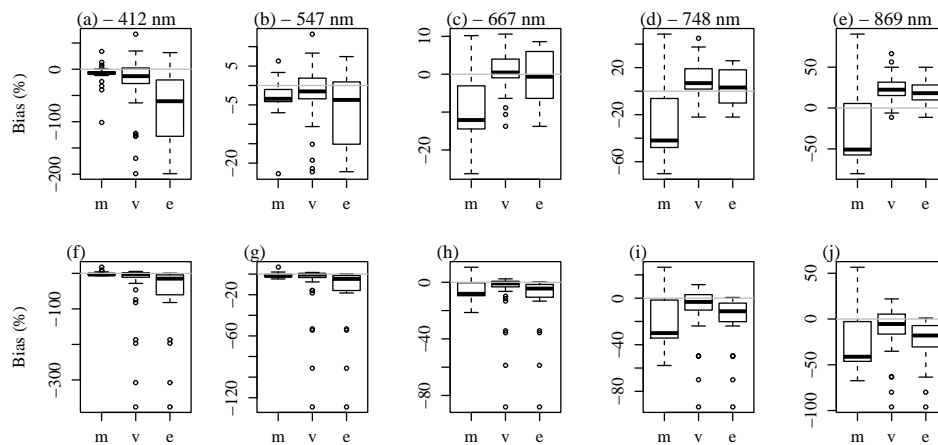 (a) − 412 nm
(b) − 547 nm
(c) − 667 nm
(d) − 748 nm
(e) − 869 nm
Bias (%)
0
−100
−200
5
−5
−20
10
0
−20
20
−20
−60
50
0
−50
m v e
m v e
m v e
m v e
m v e
(f)
(g)
(h)
(i)
(j)
Bias (%)
−100
−300
−20
−60
−120
0
−40
−80
0
−40
−80
50
0
−50
−100
m v e
m v e
m v e
m v e
m v e